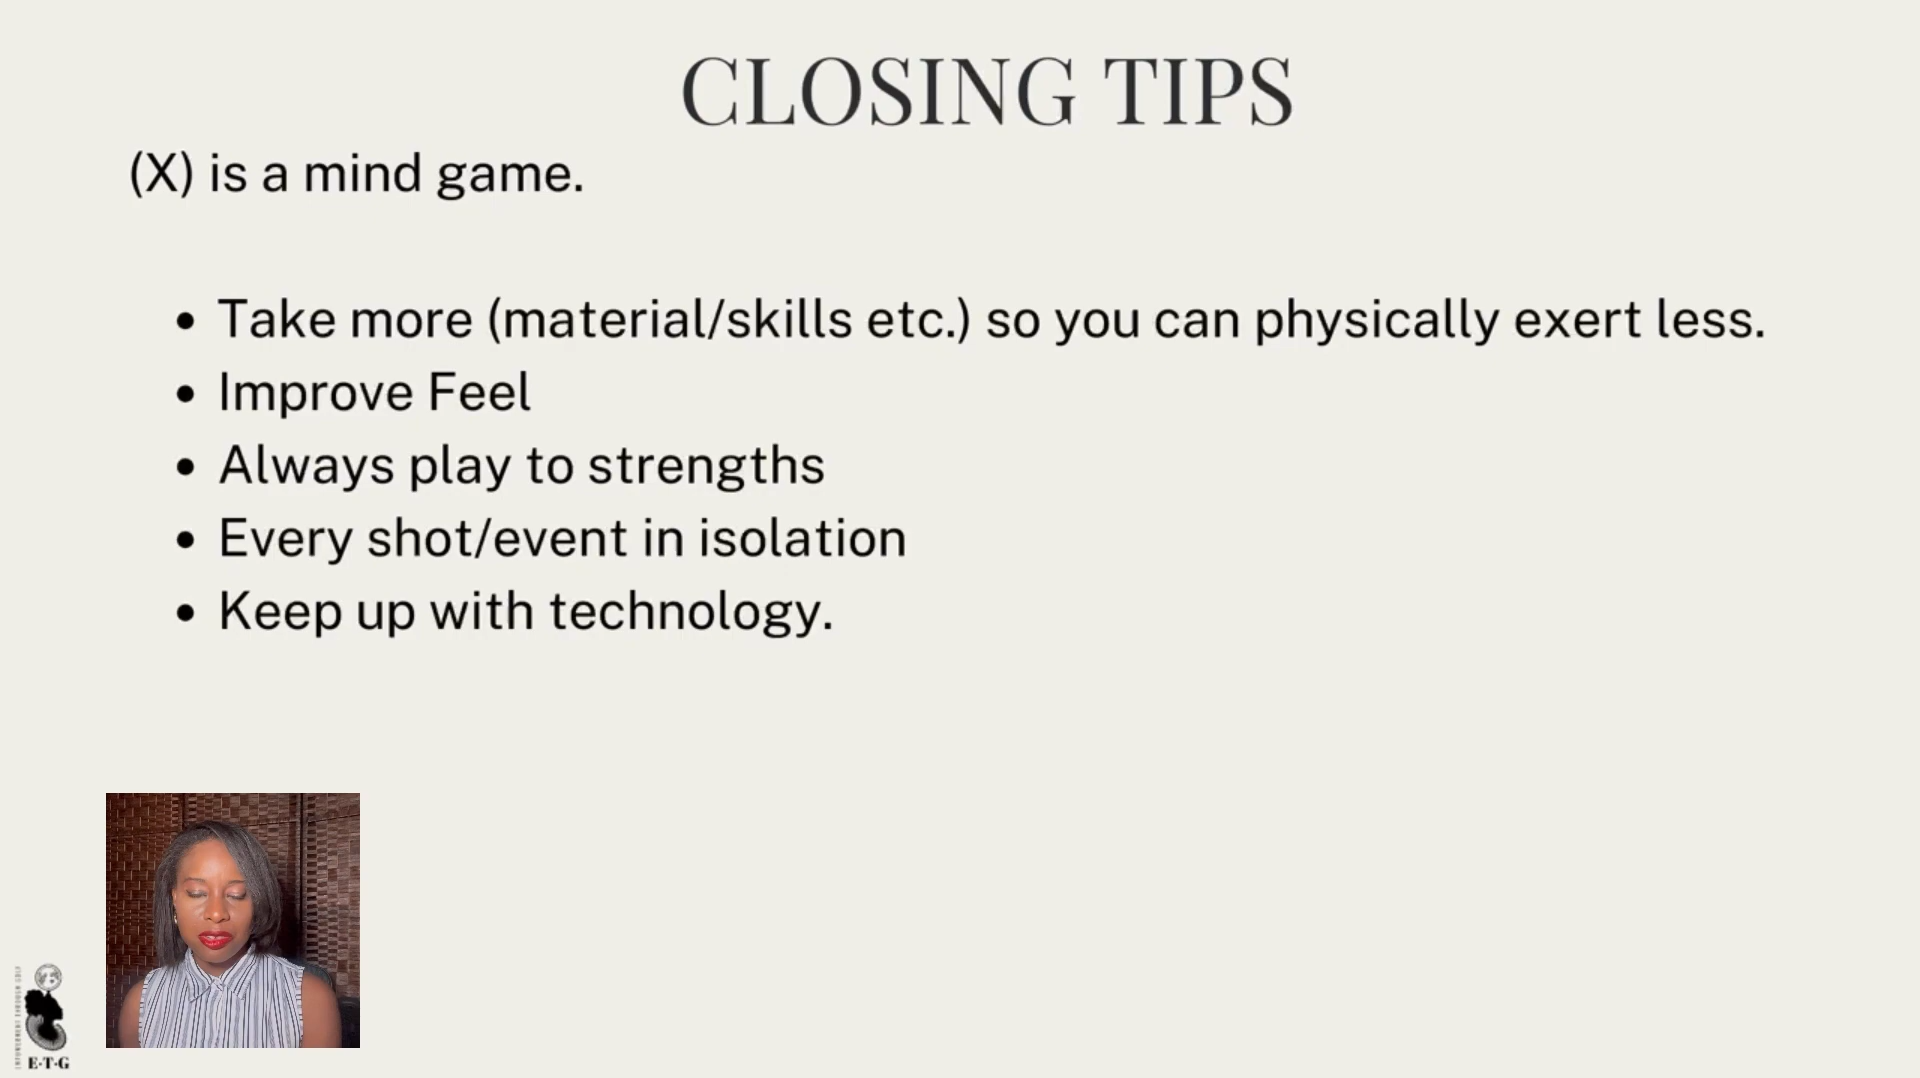 CLOSING TIPS
(X) is a mind game.
• Take more (material/skills etc.) so you can physically exert less.
• Improve Feel
• Always play to strengths
• Every shot/event in isolation
• Keep up with technology.
E·T·G